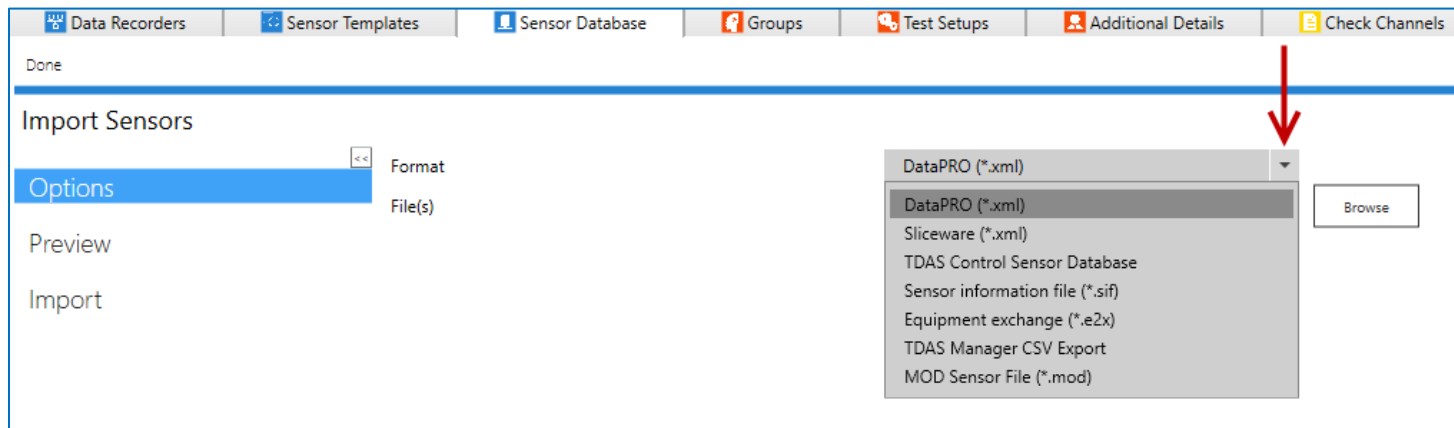 Data Recorders Sensor Templates Sensor Database Groups Test Setups Additional Details Check Channels
Done
Import Sensors
<<
Format DataPRO (*.xml)
Options
File(s) DataPRO (*.xml) Browse
Sliceware (*.xml)
Preview
TDAS Control Sensor Database
Sensor information file (*.sif)
Import
Equipment exchange (*.e2x)
TDAS Manager CSV Export
MOD Sensor File (*.mod)